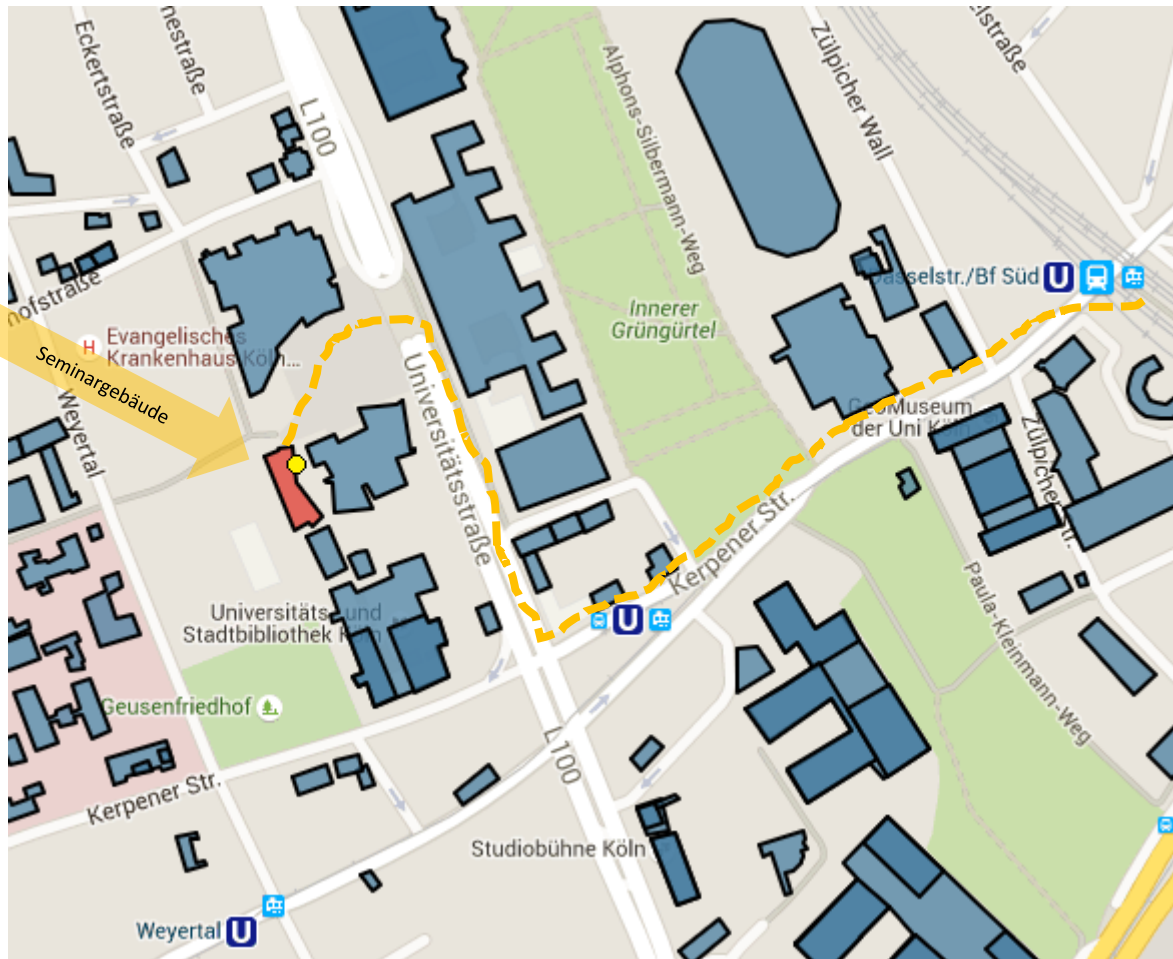 Eckertstraße
nestraße
L100
Alphons-Silbermann-Weg
Zülpicher Wall
elstraße
Dasselstr./Bf Süd U
Innerer
Grüngürtel
hofstraße
H Evangelisches
Krankenhaus Köln...
Seminargebäude
Weyertal
Universitätsstraße
GeoMuseum
der Uni Köln
Zülpicher Str.
Kerpener Str.
U
Paula-Kleinmann-Weg
Universitäts- und
Stadtbibliothek Köln
Geusenfriedhof
L100
Kerpener Str.
Studiobühne Köln
Weyertal U